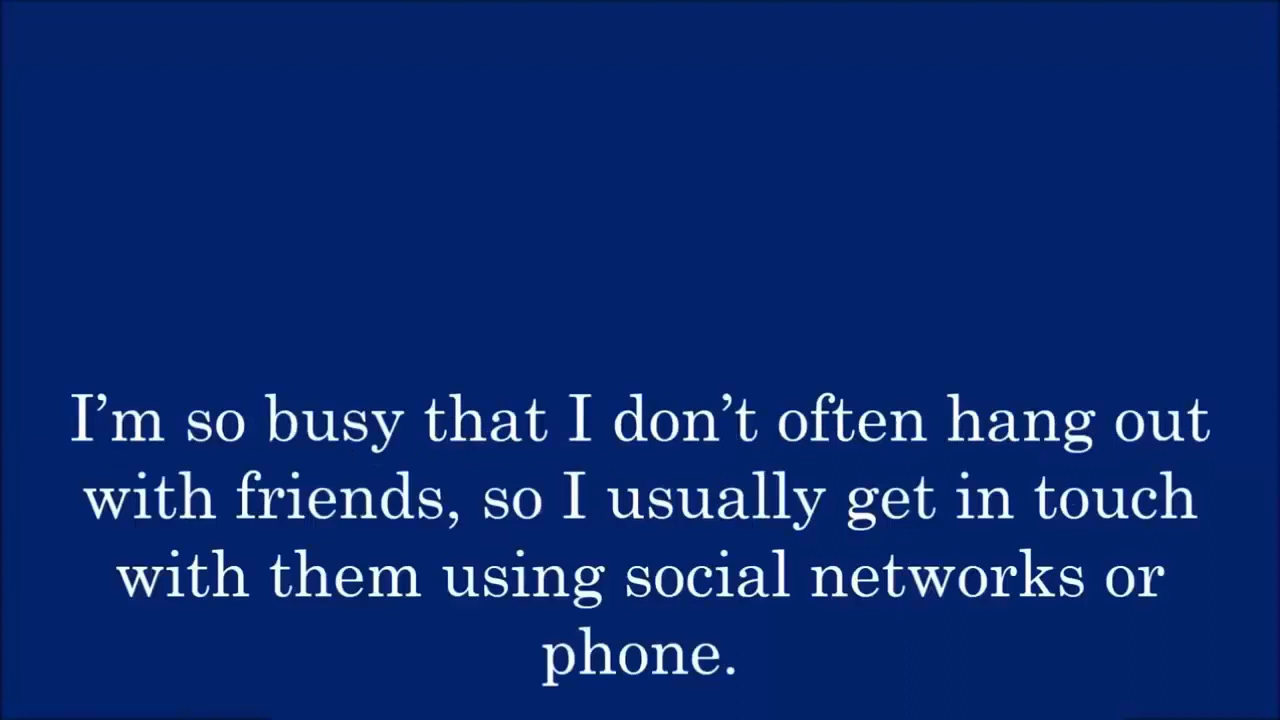 I’m so busy that I don’t often hang out
with friends, so I usually get in touch
with them using social networks or
phone.